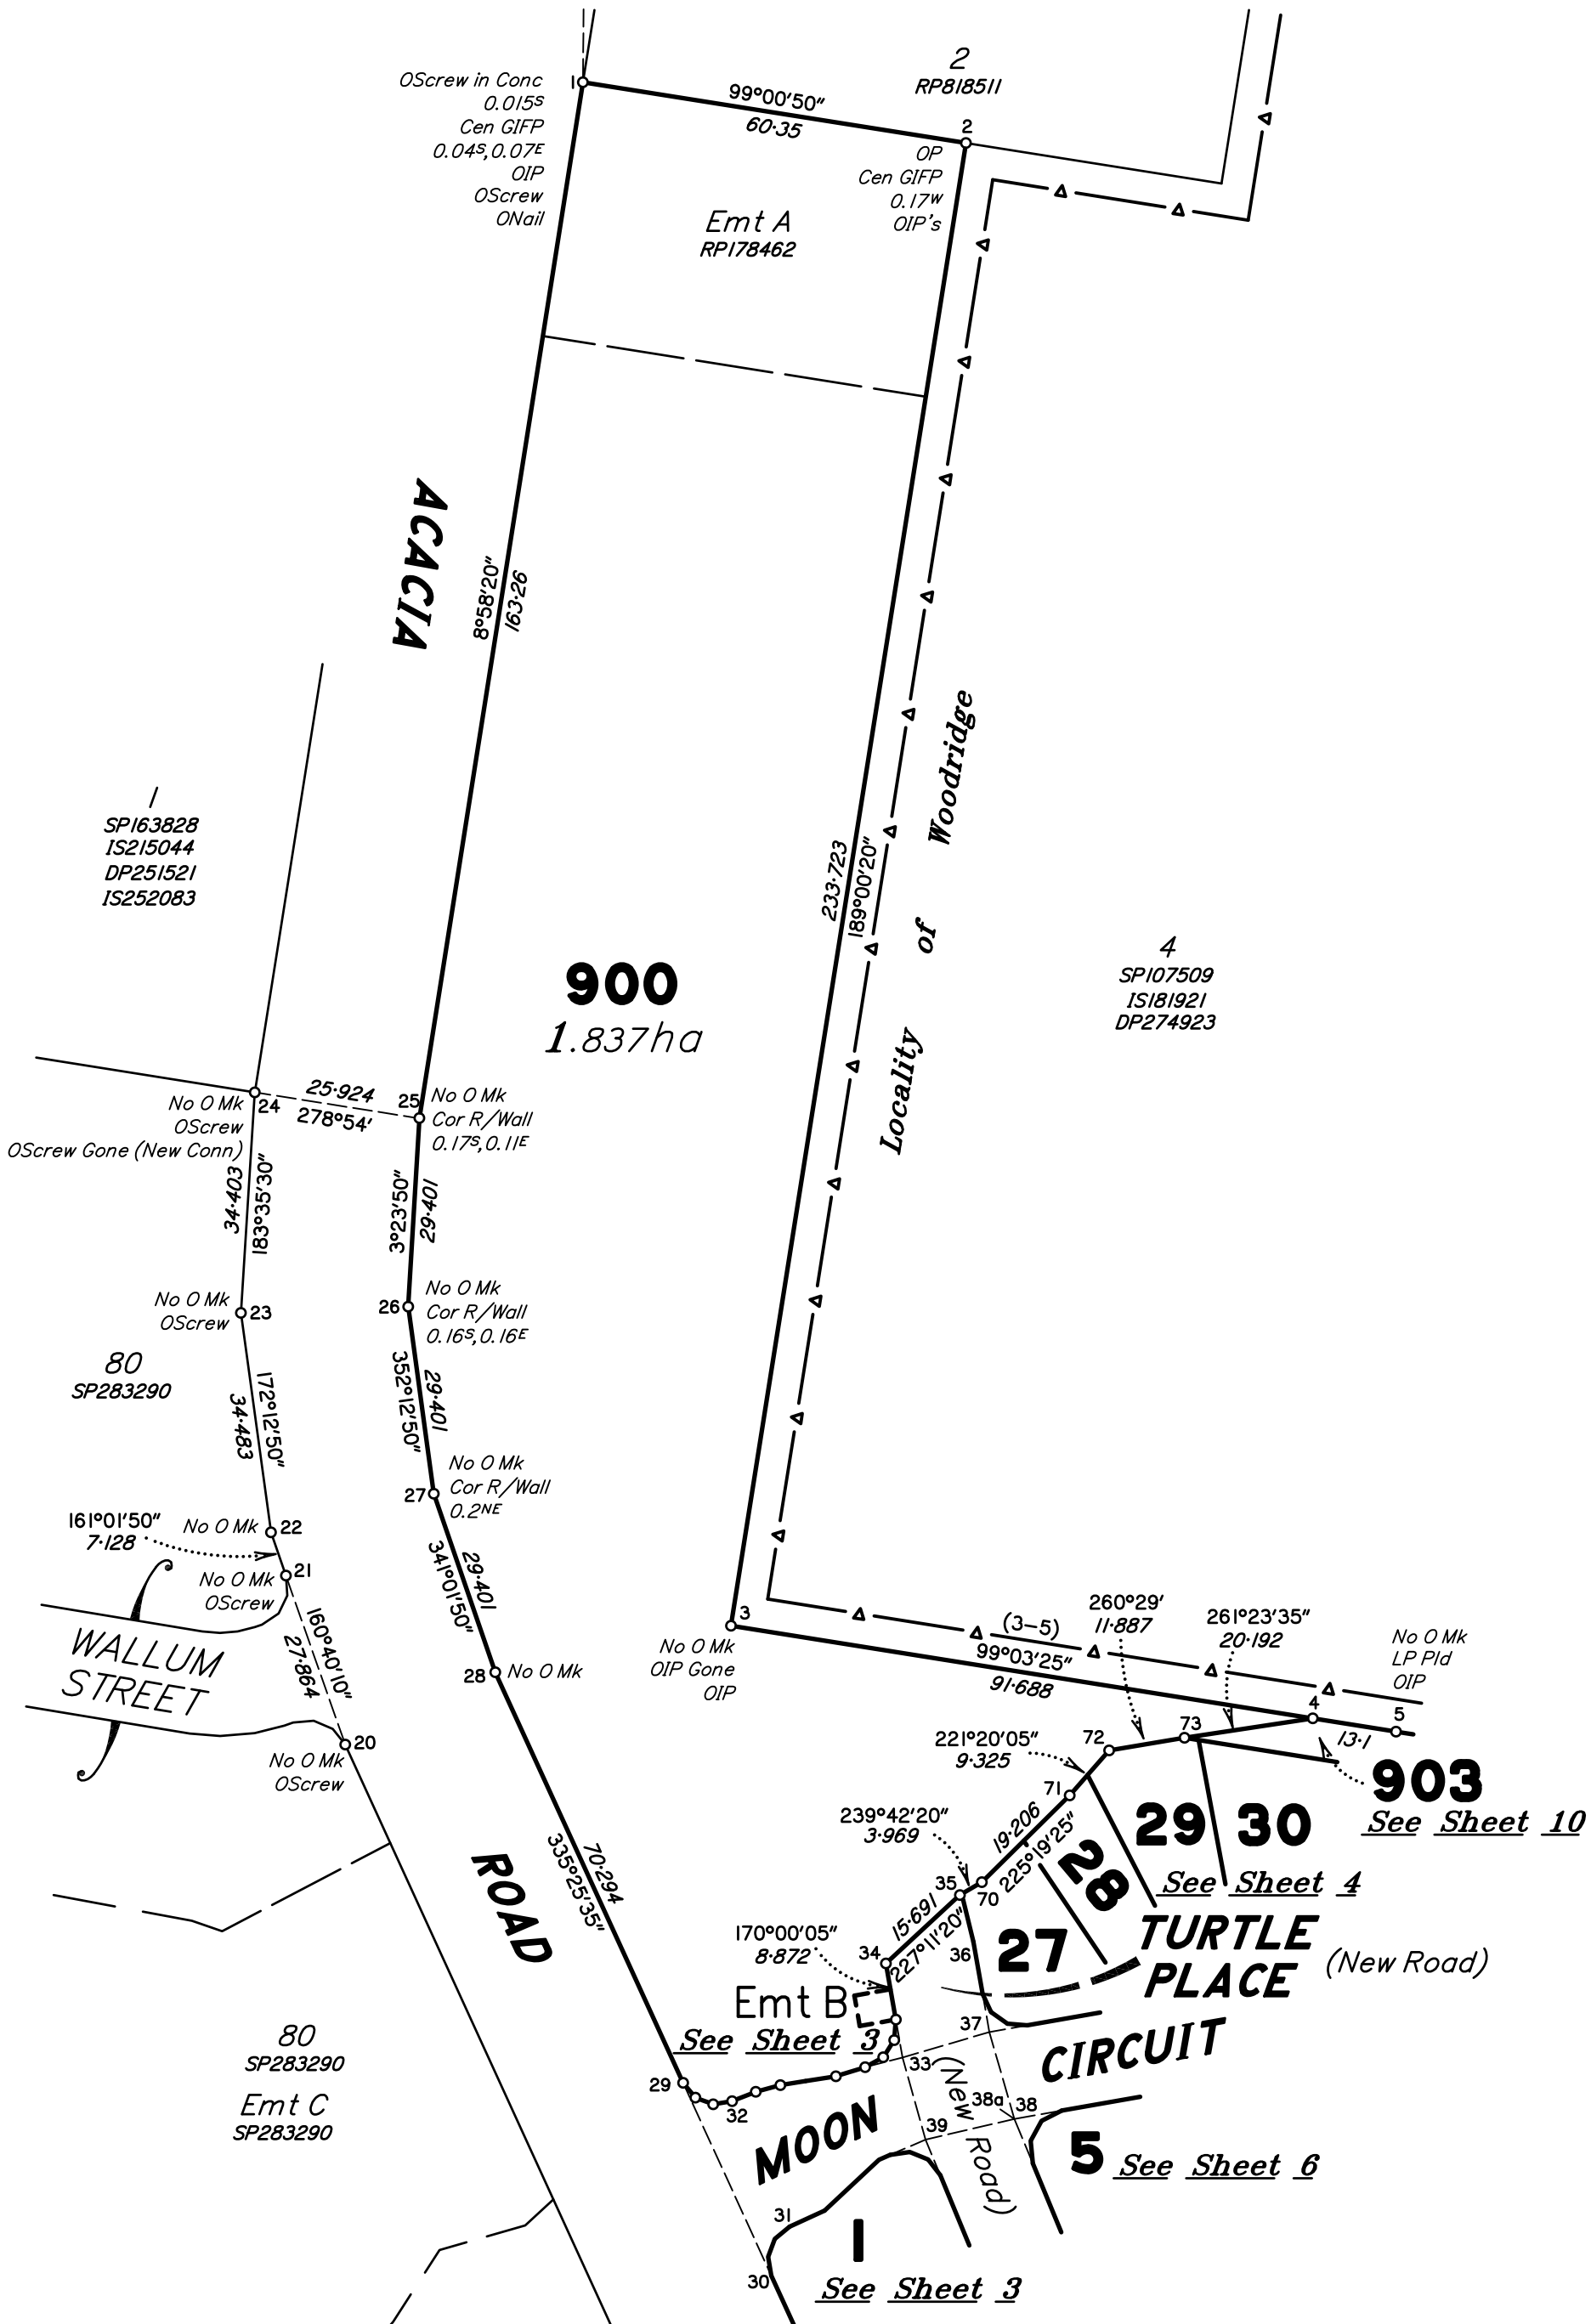 OScrew in Conc
0.015S
Cen GIFP
0.04S,0.07E
OIP
OScrew
ONail
1
99°00'50"
60·35
2
RP818511
2
OP
Cen GIFP
0.17W
OIP's
Emt A
RP178462
ACACIA
8°58'20"
163·26
Locality of Woodridge
233·723
189°00'20"
1
SP163828
IS215044
DP251521
IS252083
900
1.837ha
4
SP107509
IS181921
DP274923
25·924
278°54'
25
No O Mk
Cor R/Wall
0.17S,0.11E
No O Mk
24
OScrew
OScrew Gone (New Conn)
34·403
183°35'30"
3°23'50"
29·401
No O Mk
OScrew
23
26
No O Mk
Cor R/Wall
0.16S,0.16E
80
SP283290
34·483
172°12'50"
352°12'50"
29·401
27
No O Mk
Cor R/Wall
0.2NE
161°01'50"
7·128
No O Mk
22
21
No O Mk
OScrew
341°01'50"
29·401
WALLUM
STREET
160°40'10"
27·864
28
No O Mk
20
No O Mk
OScrew
3
No O Mk
OIP Gone
OIP
(3-5)
99°03'25"
91·688
260°29'
11·887
261°23'35"
20·192
No O Mk
LP Pld
OIP
4
5
13·1
903
See Sheet 10
221°20'05"
9·325
72
73
71
239°42'20"
3·969
19·206
225°19'25"
28
29
30
See Sheet 4
ROAD
70·294
335°25'35"
35
70
15·691
227°11'20"
170°00'05"
8·872
34
36
27
TURTLE
PLACE
(New Road)
Emt B
See Sheet 3
37
33
CIRCUIT
80
SP283290
Emt C
SP283290
29
32
MOON
(New Road)
38a
38
39
5
See Sheet 6
31
1
30
See Sheet 3